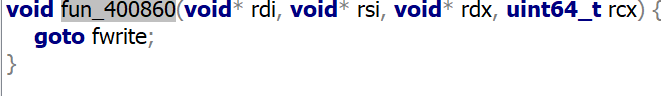 void fun_400860(void* rdi, void* rsi, void* rdx, uint64_t rcx) {
goto fwrite;
}